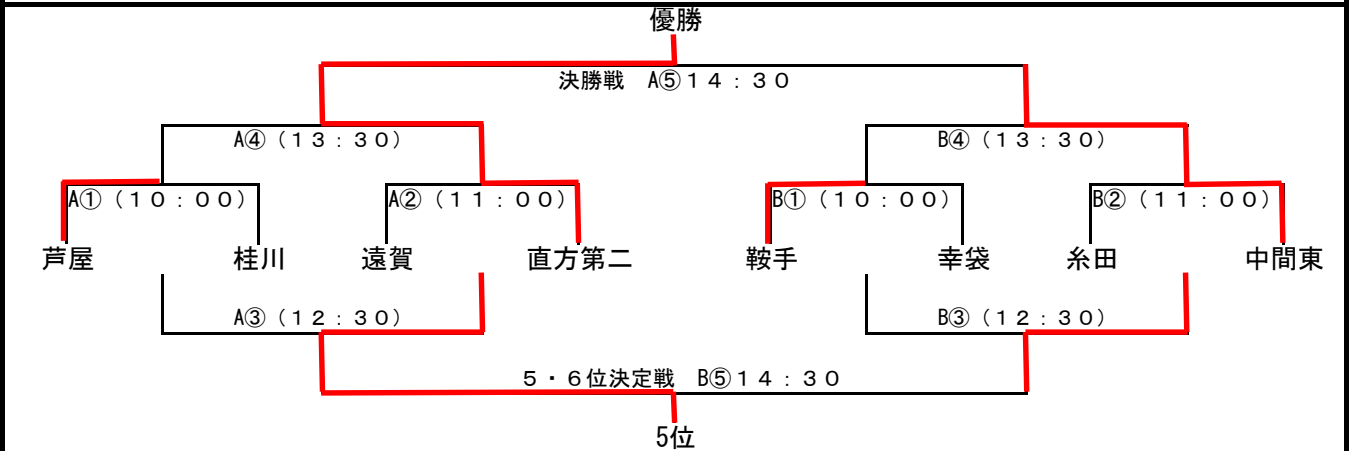 優勝
決勝戦　A⑤１４：３０
A④（１３：３０）
B④（１３：３０）
A①（１０：００）
A②（１１：００）
B①（１０：００）
B②（１１：００）
芦屋
桂川
遠賀
直方第二
鞍手
幸袋
糸田
中間東
A③（１２：３０）
B③（１２：３０）
５・６位決定戦　B⑤１４：３０
5位